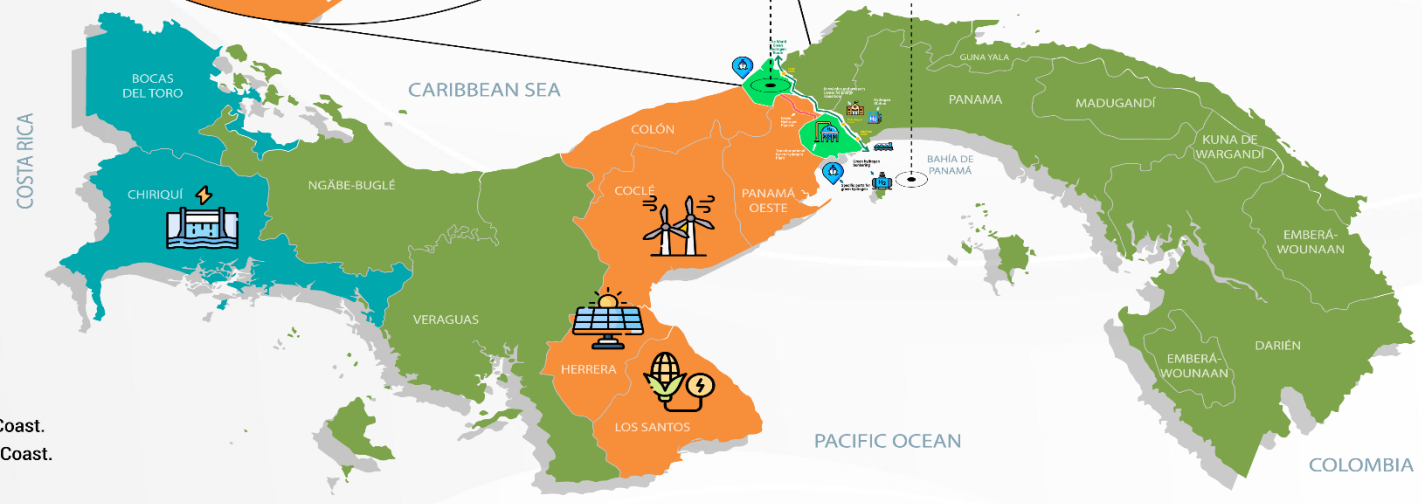 COSTA RICA
BOCAS
DEL TORO
CHIRIQUÍ
NGÄBE-BUGLÉ
CARIBBEAN SEA
VERAGUAS
COLÓN
COCLÉ
PANAMÁ
OESTE
HERRERA
LOS SANTOS
GUNA YALA
PANAMA
MADUGANDÍ
KUNA DE
WARGANDÍ
BAHÍA DE
PANAMÁ
EMBERÁ-
WOUNAAN
EMBERÁ-
WOUNAAN
DARIÉN
PACIFIC OCEAN
COLOMBIA
Coast.
Coast.
H₂
H₂